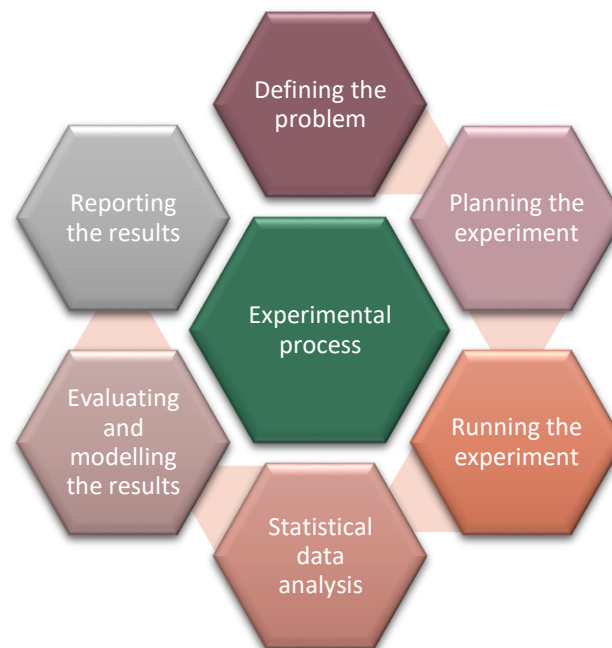 Defining the
problem
Planning the
experiment
Running the
experiment
Statistical
data
analysis
Evaluating
and
modelling
the results
Reporting
the results
Experimental
process